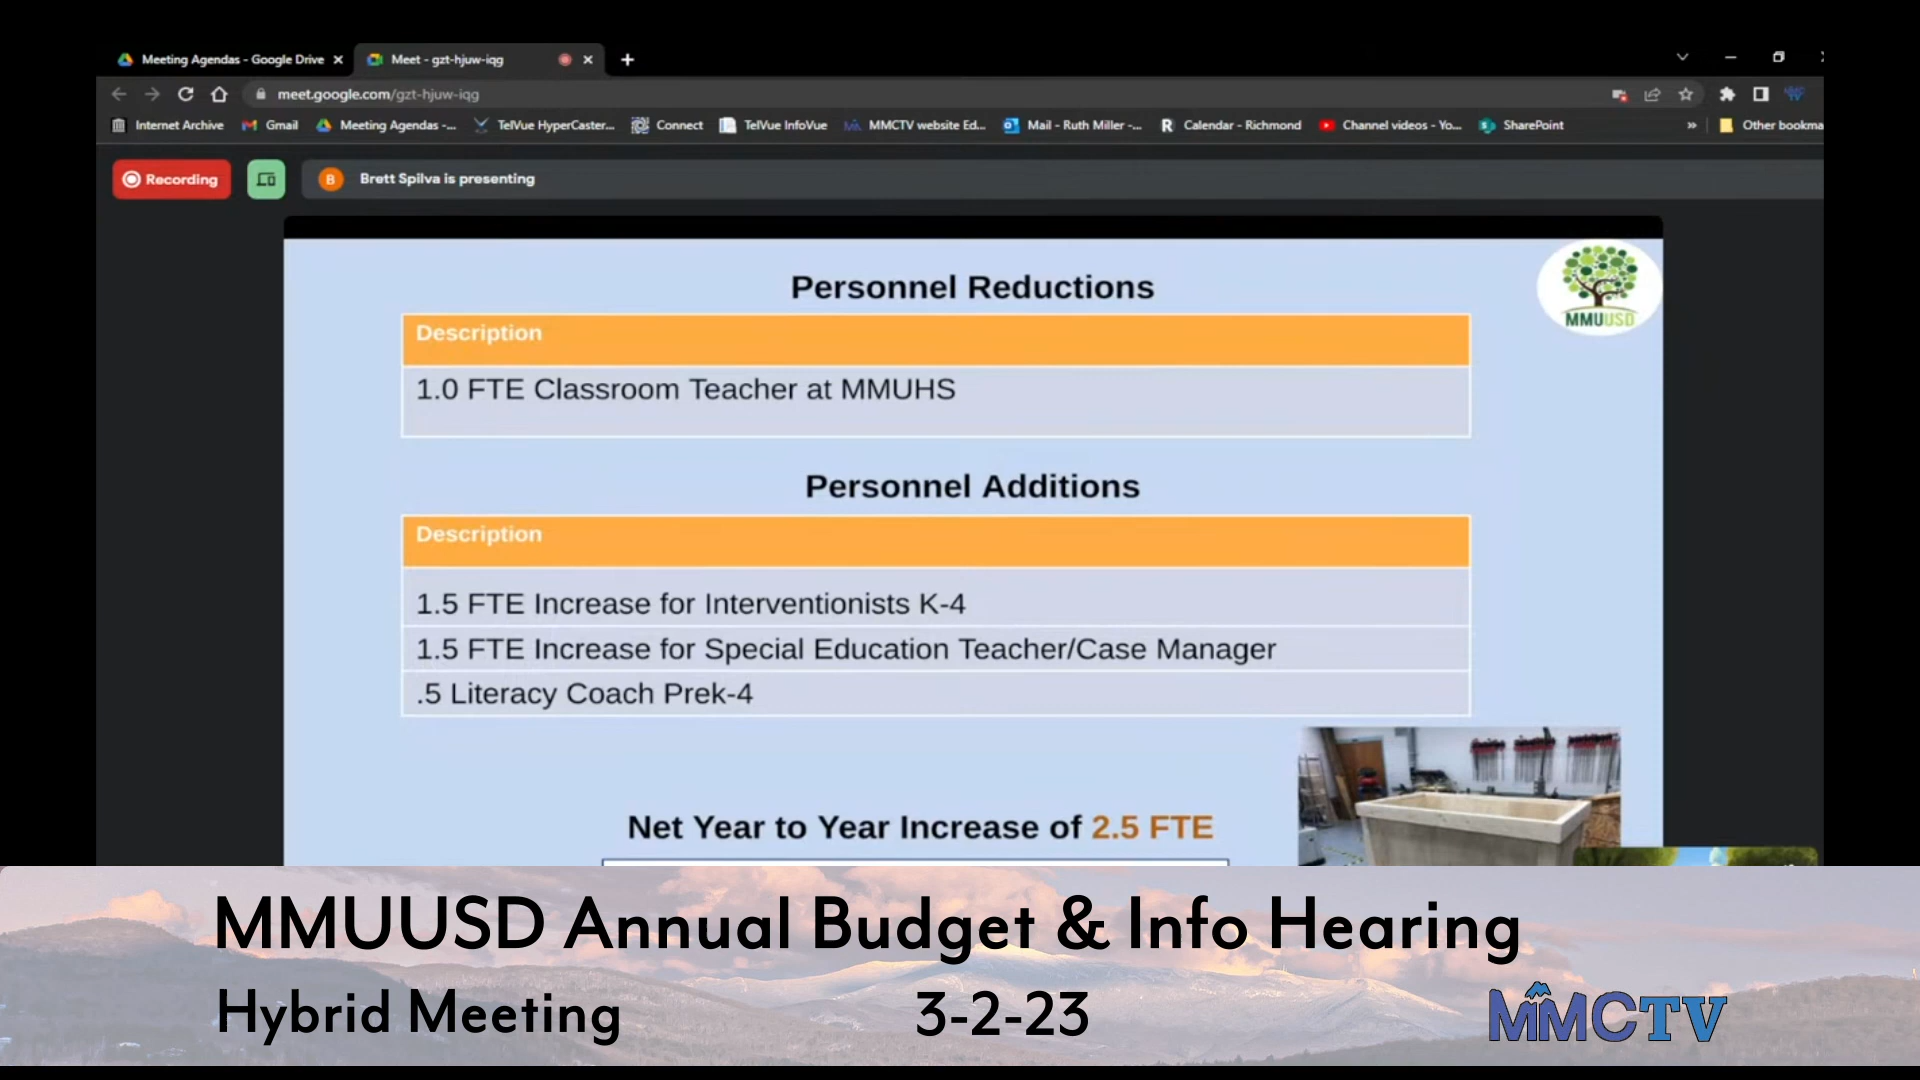 Meeting Agendas - Google Drive
Meet - gzt-hjuw-iqg
meet.google.com/gzt-hjuw-iqg
Internet Archive
Gmail
Meeting Agendas -...
TelVue HyperCaster...
Connect
TelVue InfoVue
MMCTV website Ed...
Mail - Ruth Miller -...
R
Calendar - Richmond
Channel videos - Yo...
SharePoint
»
Other bookma
Recording
B
Brett Spilva is presenting
Personnel Reductions
MMUUSD
Description
1.0 FTE Classroom Teacher at MMUHS
Personnel Additions
Description
1.5 FTE Increase for Interventionists K-4
1.5 FTE Increase for Special Education Teacher/Case Manager
.5 Literacy Coach Prek-4
Net Year to Year Increase of 2.5 FTE
MMUUSD Annual Budget & Info Hearing
Hybrid Meeting
3-2-23
MMCTV